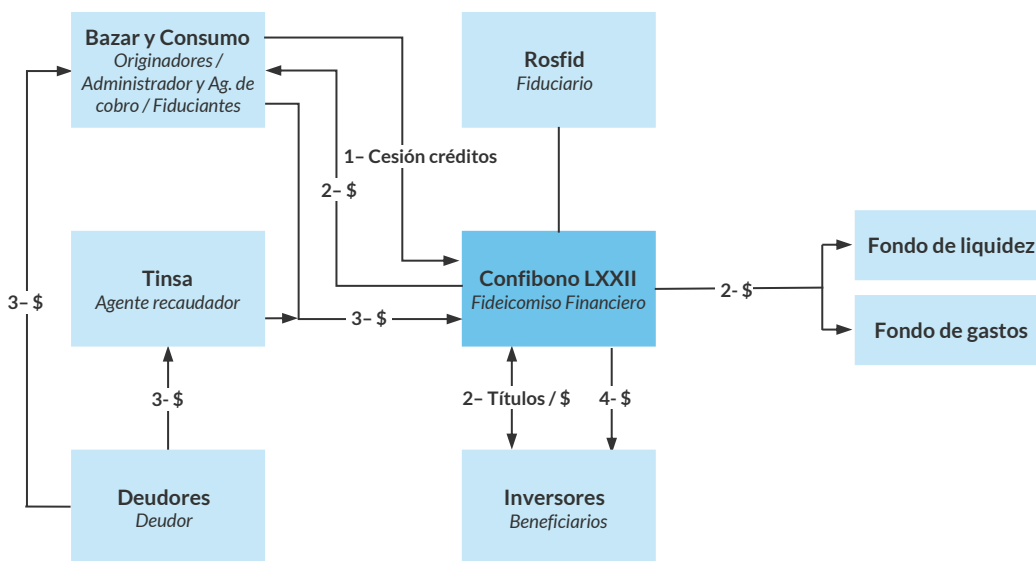 Bazar y Consumo
Originadores /
Administrador y Ag. de
cobro / Fiduciantes
Rosfid
Fiduciario
1– Cesión créditos
2– $
Tinsa
Agente recaudador
Confibono LXXII
Fideicomiso Financiero
Fondo de liquidez
2- $
3– $
3– $
Fondo de gastos
3- $
2– Títulos / $
4- $
Deudores
Deudor
Inversores
Beneficiarios